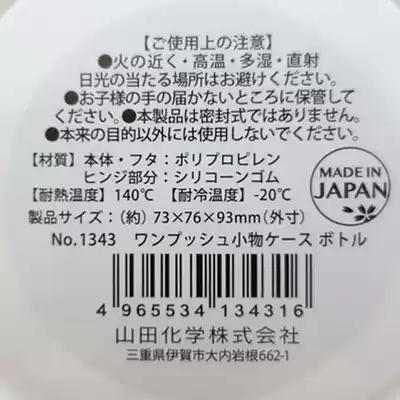 【ご使用上の注意】
●火の近く・高温・多湿・直射
日光の当たる場所はお避けください。
●お子様の手の届かないところに保管して
ください。●本製品は密封式ではありません。
●本来の目的以外には使用しないでください。
【材質】本体・フタ：ポリプロピレン
ヒンジ部分：シリコーンゴム
【耐熱温度】140℃【耐冷温度】-20℃
製品サイズ：(約)73×76×93mm(外寸)
MADE IN
JAPAN
No.1343 ワンプッシュ小物ケース ボトル
4 965534 134316
山田化学株式会社
三重県伊賀市大内岩根662-1